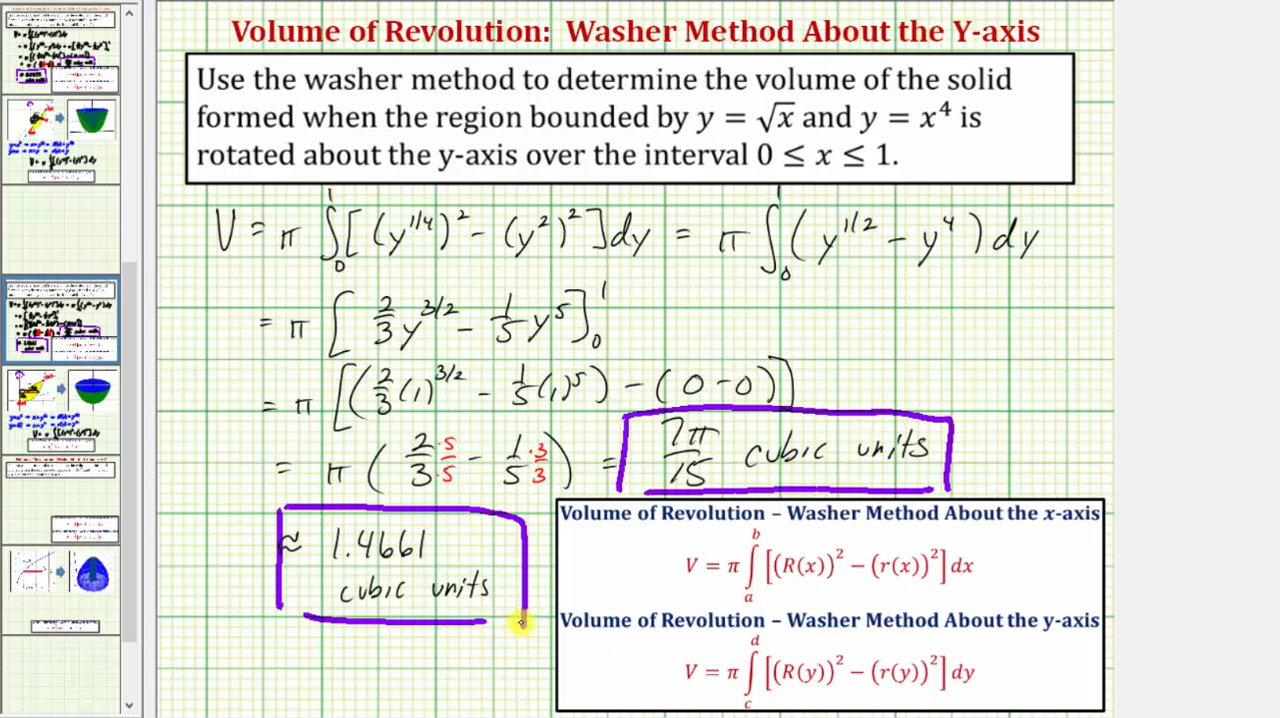 Volume of Revolution: Washer Method About the Y-axis
Use the washer method to determine the volume of the solid
formed when the region bounded by y = √x and y = x⁴ is
rotated about the y-axis over the interval 0 ≤ x ≤ 1.
V = π ∫₀¹ [(y^{1/4})² − (y²)²] dy = π ∫₀¹ (y^{1/2} − y⁴) dy
= π [2/3 y^{3/2} − 1/5 y⁵]₀¹
= π [(2/3 (1)^{3/2} − 1/5 (1)⁵) − (0 − 0)]
= π (2/3 · 5/5 − 1/5 · 3/3) = 7π/15 cubic units
≈ 1.4661
cubic units
Volume of Revolution – Washer Method About the x-axis
V = π ∫ₐᵇ [(R(x))² − (r(x))²] dx
Volume of Revolution – Washer Method About the y-axis
V = π ∫_c^d [(R(y))² − (r(y))²] dy